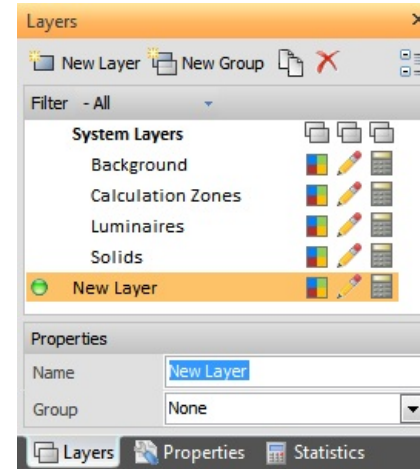 Layers
New Layer New Group
Filter - All
System Layers
Background
Calculation Zones
Luminaires
Solids
New Layer
Properties
Name New Layer
Group None
Layers Properties Statistics